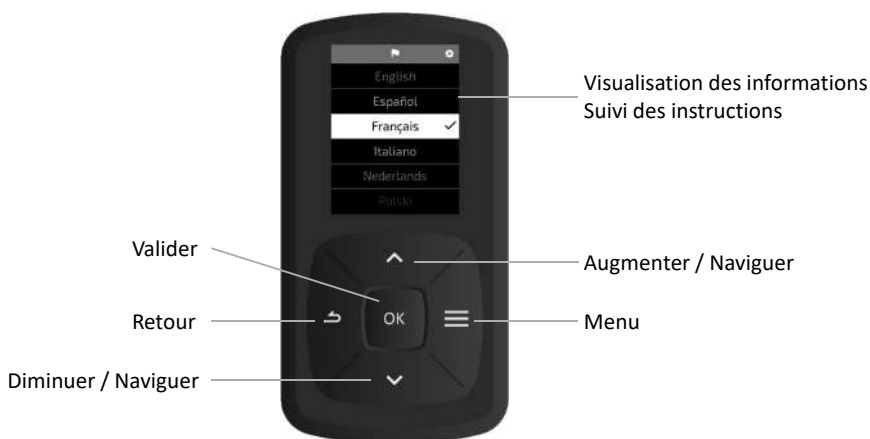 English
Español
Français
Italiano
Nederlands
Polski
Visualisation des informations
Suivi des instructions
Valider
Augmenter / Naviguer
Retour
OK
Menu
Diminuer / Naviguer